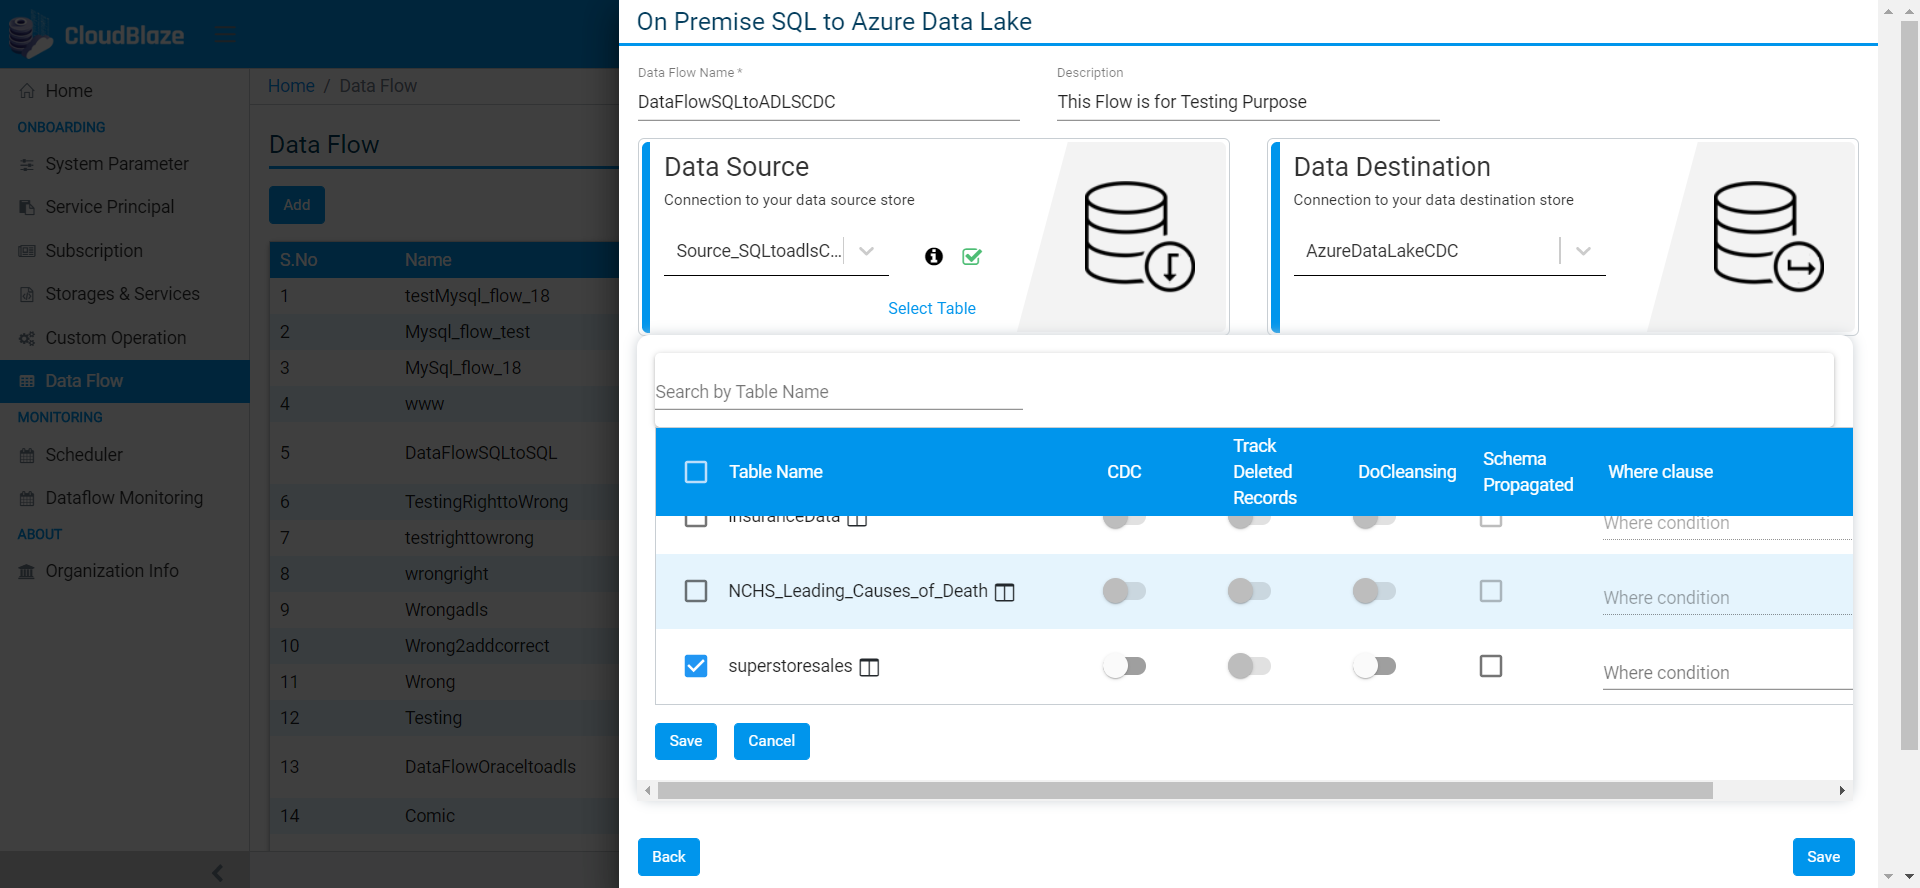 CloudBlaze
Home
ONBOARDING
System Parameter
Service Principal
Subscription
Storages & Services
Custom Operation
Data Flow
MONITORING
Scheduler
Dataflow Monitoring
ABOUT
Organization Info
Home / Data Flow
Data Flow
Add
S.No Name
1 testMysql_flow_18
2 Mysql_flow_test
3 MySql_flow_18
4 www
5 DataFlowSQLtoSQL
6 TestingRighttoWrong
7 testrighttowrong
8 wrongright
9 Wrongadls
10 Wrong2addcorrect
11 Wrong
12 Testing
13 DataFlowOraceltoadls
14 Comic
On Premise SQL to Azure Data Lake
Data Flow Name * Description
DataFlowSQLtoADLSCDC This Flow is for Testing Purpose
Data Source
Connection to your data source store
Source_SQLtoadlsC...
Select Table
Data Destination
Connection to your data destination store
AzureDataLakeCDC
Search by Table Name
Table Name CDC Track Deleted Records DoCleansing Schema Propagated Where clause
InsuranceData Where condition
NCHS_Leading_Causes_of_Death Where condition
superstoresales Where condition
Save Cancel
Back Save